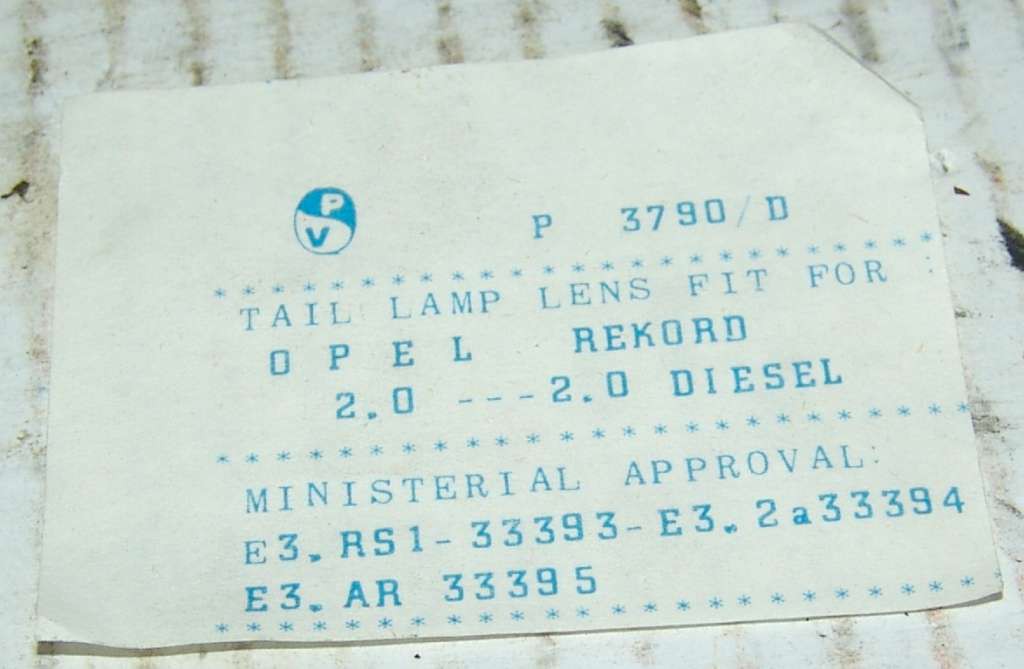 P
V
P 3790/D
* * * * * * * * * * * * * * * * * * * * * * * *
TAIL LAMP LENS FIT FOR :
OPEL REKORD
2.0 ---2.0 DIESEL
* * * * * * * * * * * * * * * * * * * * * * * * *
MINISTERIAL APPROVAL:
E3.RS1-33393-E3.2a33394
E3.AR 33395
* * * * * * * * * * * * * * * * * * * * * * * * *